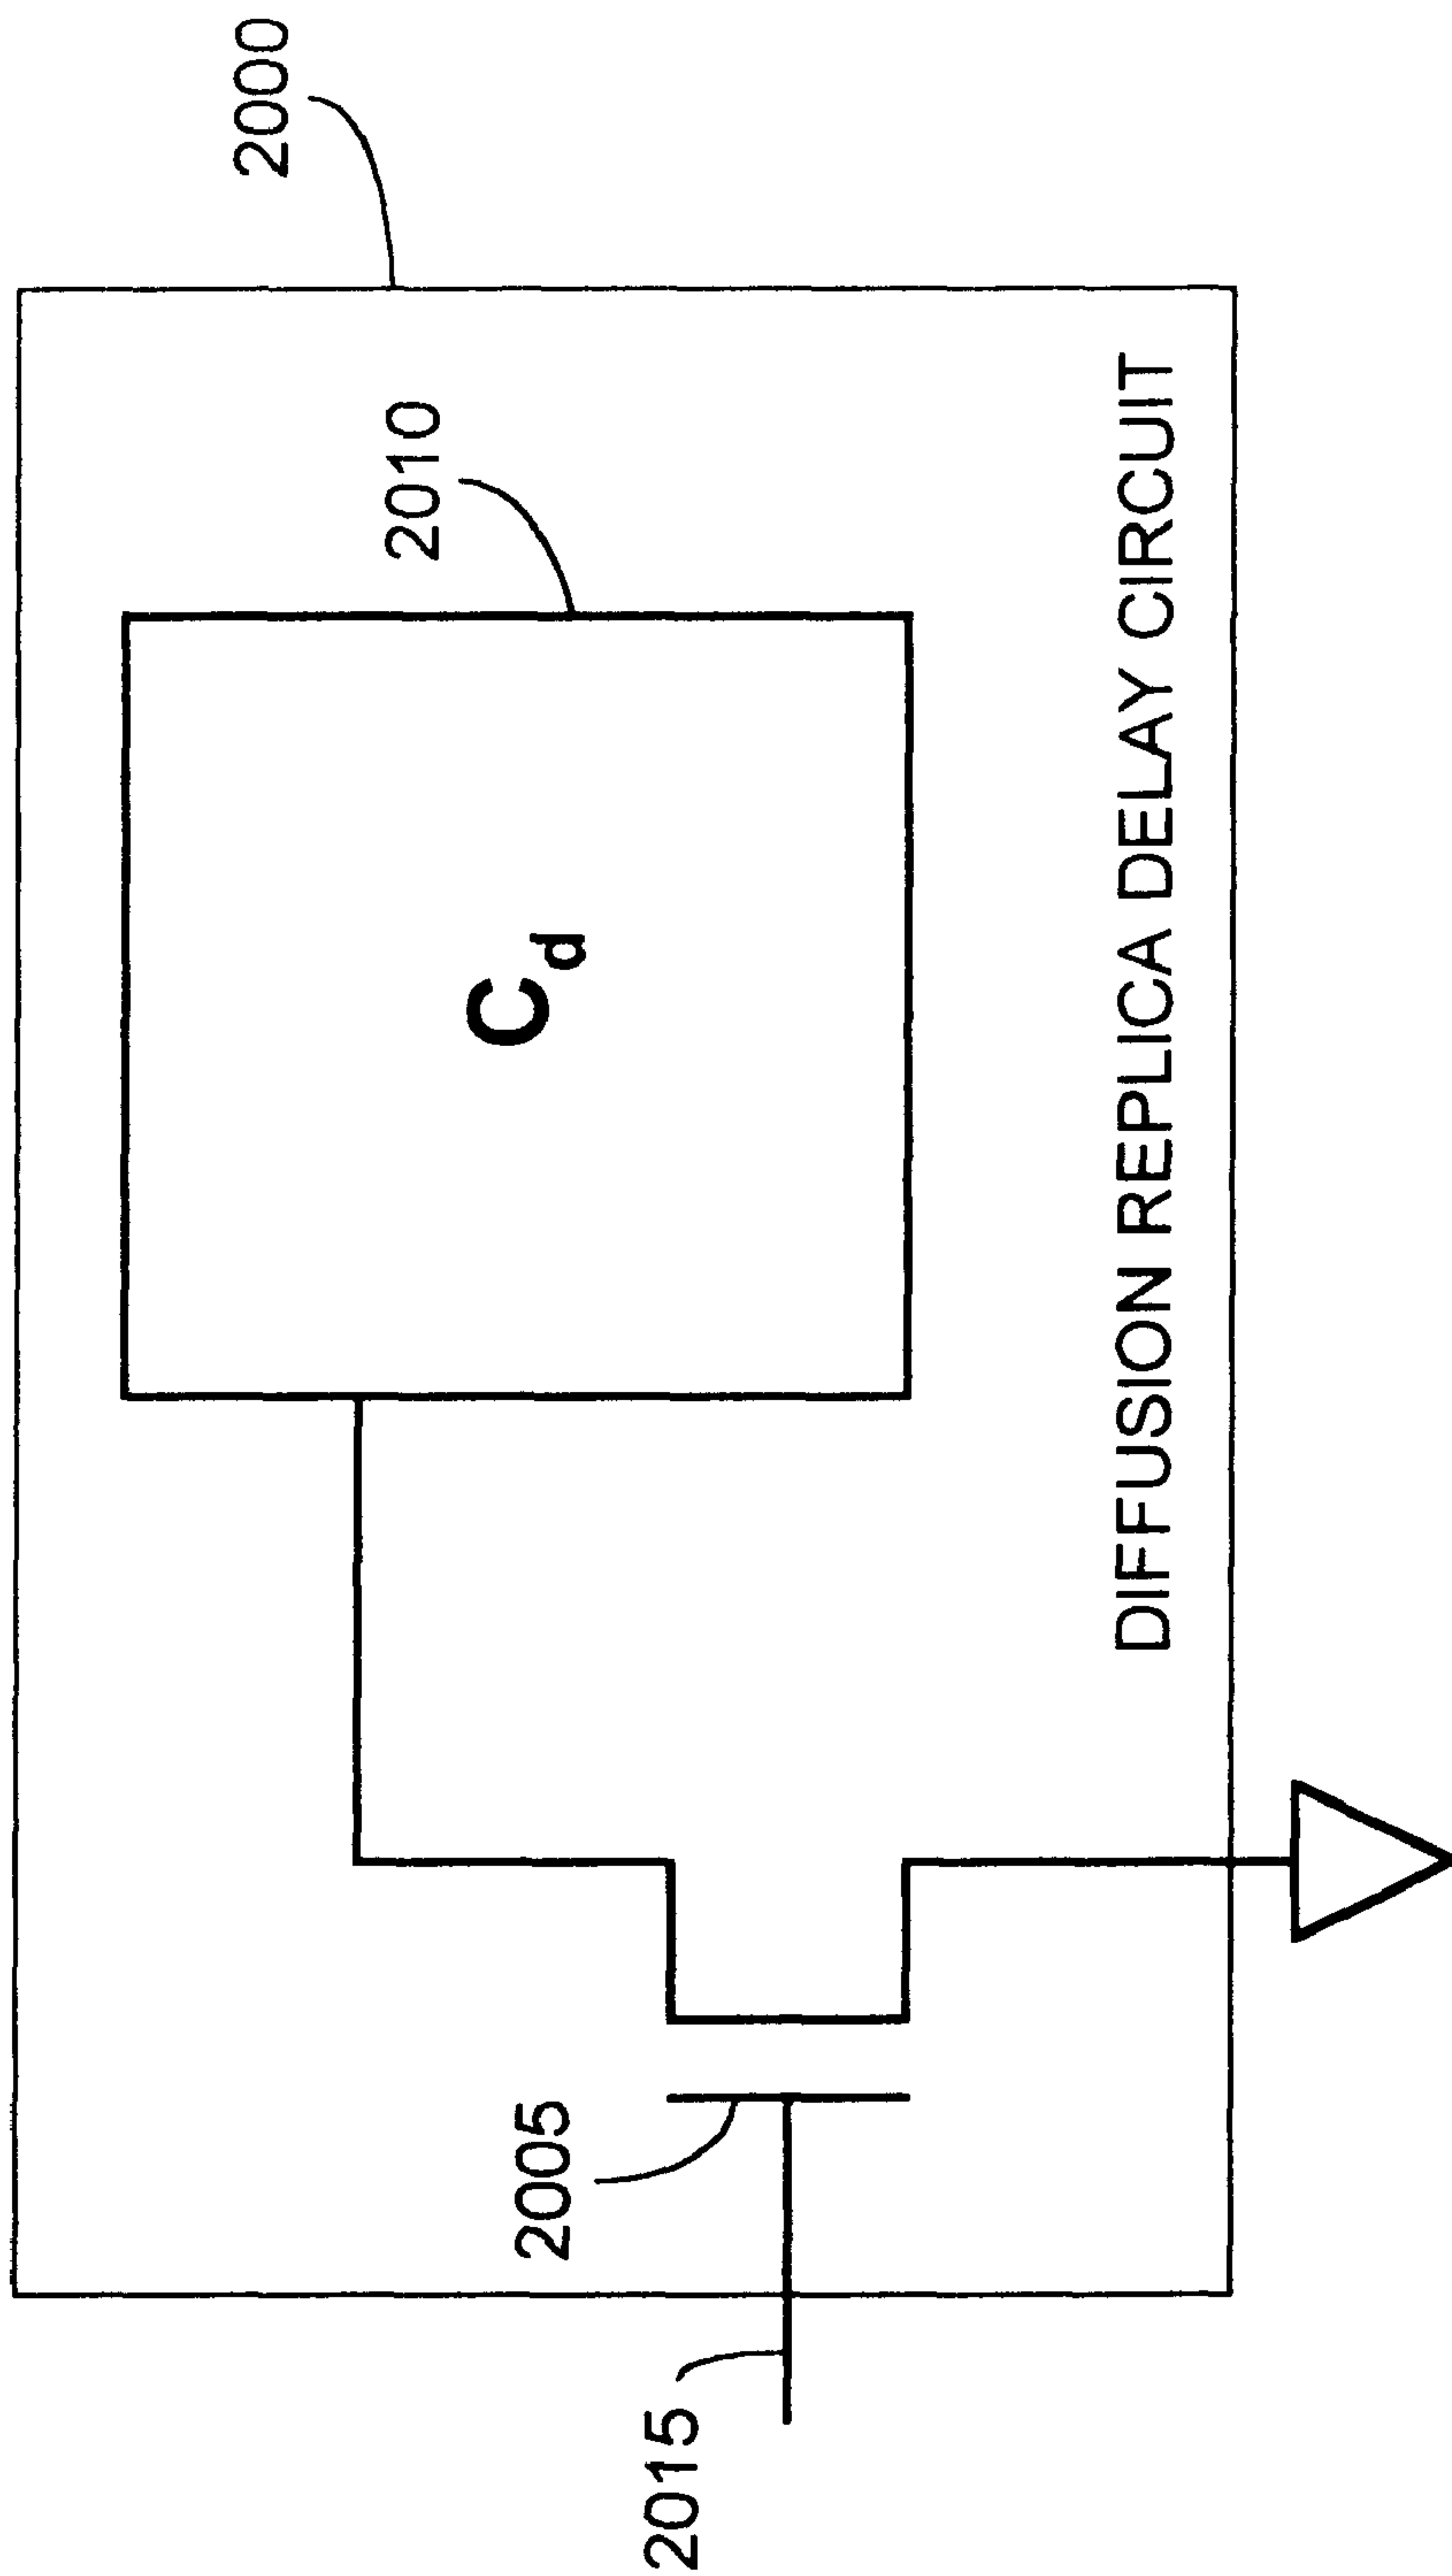 2000
2010
C_d
2005
2015
DIFFUSION REPLICA DELAY CIRCUIT